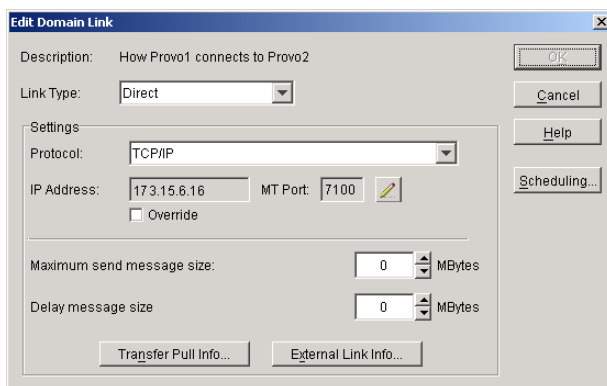 Edit Domain Link
Description: How Provo1 connects to Provo2
OK
Link Type: Direct
Cancel
Settings
Help
Protocol: TCP/IP
IP Address: 173.15.6.16 MT Port: 7100
Scheduling...
Override
Maximum send message size: 0 MBytes
Delay message size 0 MBytes
Transfer Pull Info... External Link Info...